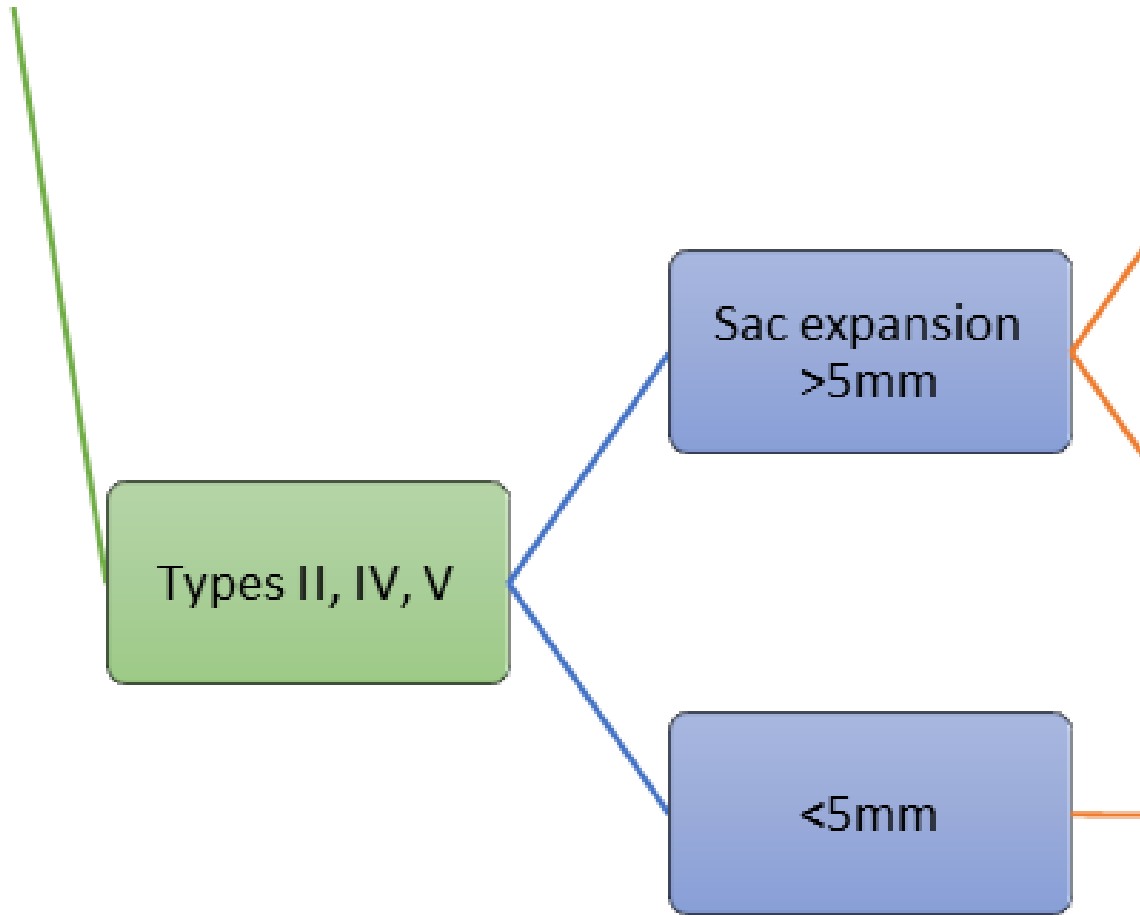 Sac expansion
>5mm
Types II, IV, V
<5mm